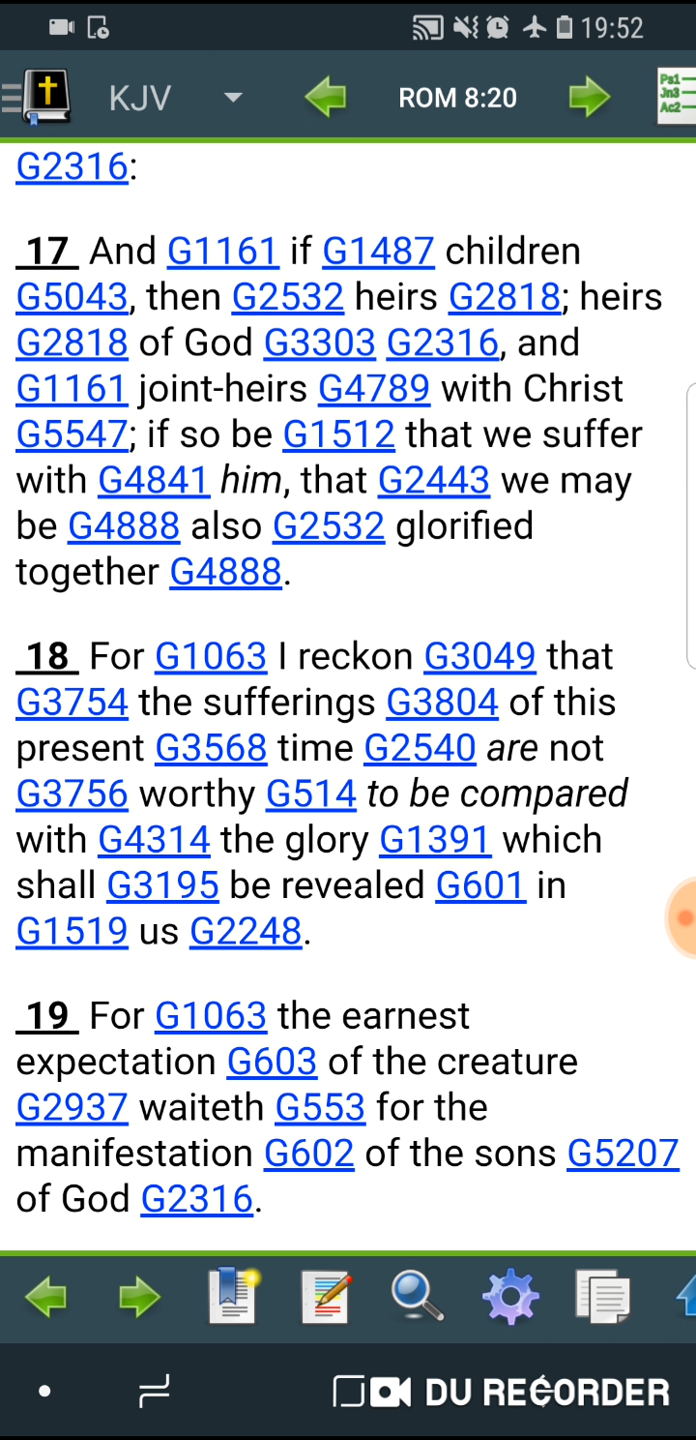 19:52
KJV
ROM 8:20
Ps1
Jn3
Ac2
G2316:
17 And G1161 if G1487 children
G5043, then G2532 heirs G2818; heirs
G2818 of God G3303 G2316, and
G1161 joint-heirs G4789 with Christ
G5547; if so be G1512 that we suffer
with G4841 him, that G2443 we may
be G4888 also G2532 glorified
together G4888.
18 For G1063 I reckon G3049 that
G3754 the sufferings G3804 of this
present G3568 time G2540 are not
G3756 worthy G514 to be compared
with G4314 the glory G1391 which
shall G3195 be revealed G601 in
G1519 us G2248.
19 For G1063 the earnest
expectation G603 of the creature
G2937 waiteth G553 for the
manifestation G602 of the sons G5207
of God G2316.
DU RECORDER